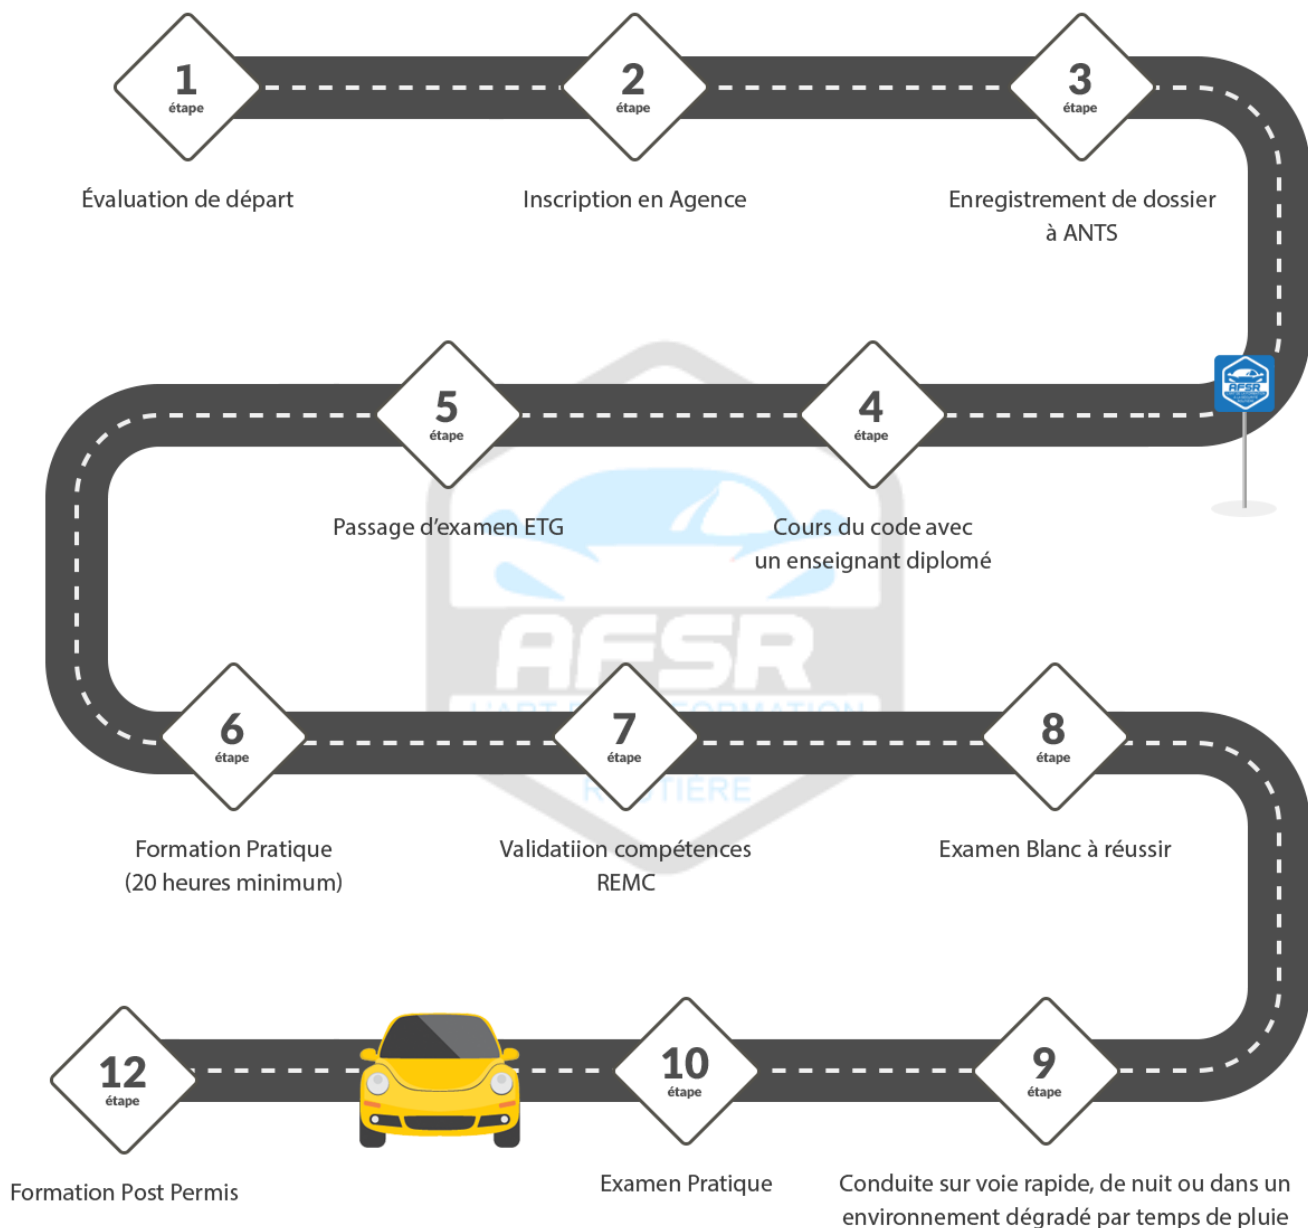 1
étape
Évaluation de départ
2
étape
Inscription en Agence
3
étape
Enregistrement de dossier
à ANTS
AFSR
4
étape
Cours du code avec
un enseignant diplomé
5
étape
Passage d'examen ETG
AFSR
6
étape
Formation Pratique
(20 heures minimum)
7
étape
Validatiion compétences
REMC
8
étape
Examen Blanc à réussir
9
étape
Conduite sur voie rapide, de nuit ou dans un
environnement dégradé par temps de pluie
10
étape
Examen Pratique
12
étape
Formation Post Permis